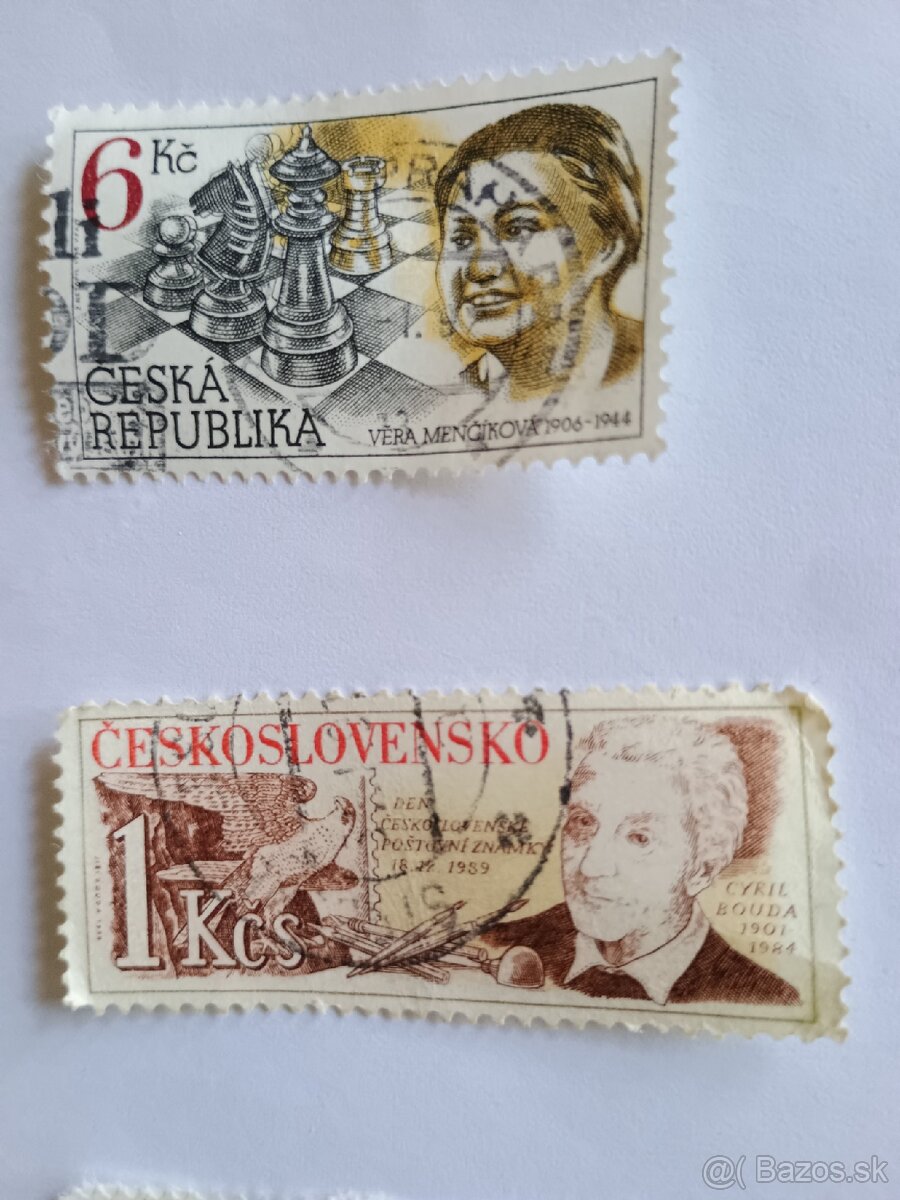 6 Kč
ČESKÁ
REPUBLIKA
VĚRA MENČÍKOVÁ 1906-1944
ČESKOSLOVENSKO
DEN
ČESKOSLOVENSKÉ
POŠTOVNÍ ZNÁMKY
18.12.1989
1 Kčs
CYRIL
BOUDA
1901-
1984
@( Bazos.sk